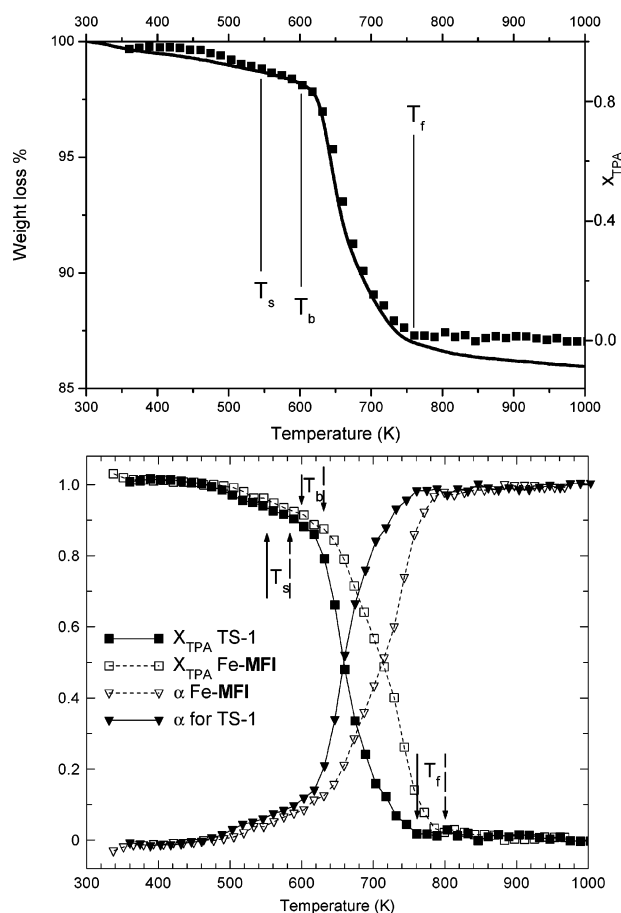 300 400 500 600 700 800 900 1000
100
95
90
85
Weight loss %
0.8
0.4
0.0
X_TPA
T_s
T_b
T_f
300 400 500 600 700 800 900 1000
Temperature (K)
1.0
0.8
0.6
0.4
0.2
0
T_b
T_s
T_f
X_TPA TS-1
X_TPA Fe-MFI
α Fe-MFI
α for TS-1
300 400 500 600 700 800 900 1000
Temperature (K)